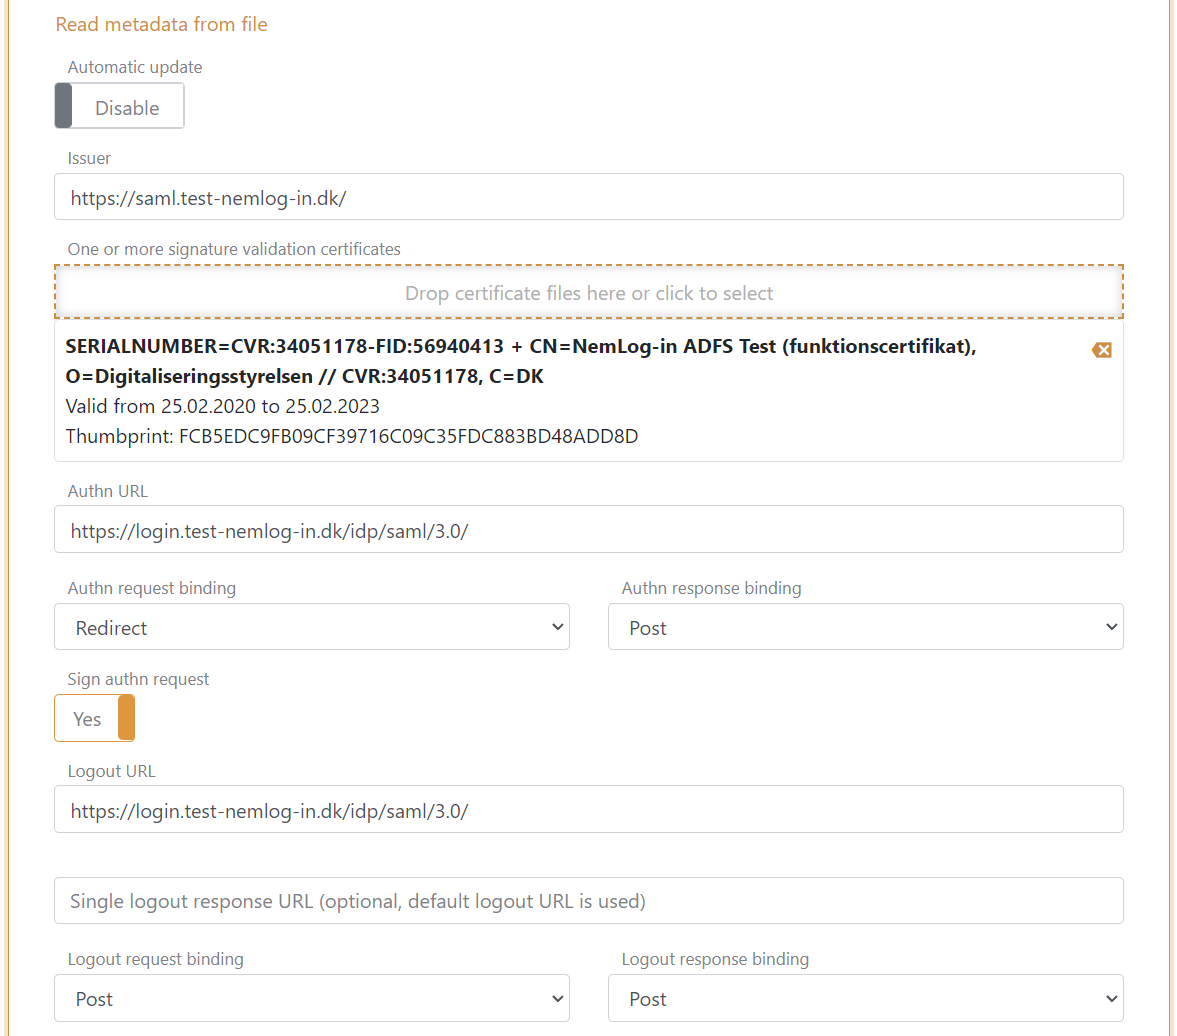 Read metadata from file
Automatic update
Disable
Issuer
https://saml.test-nemlog-in.dk/
One or more signature validation certificates
Drop certificate files here or click to select
SERIALNUMBER=CVR:34051178-FID:56940413 + CN=NemLog-in ADFS Test (funktionscertifikat),
O=Digitaliseringsstyrelsen // CVR:34051178, C=DK
Valid from 25.02.2020 to 25.02.2023
Thumbprint: FCB5EDC9FB09CF39716C09C35FDC883BD48ADD8D
Authn URL
https://login.test-nemlog-in.dk/idp/saml/3.0/
Authn request binding
Authn response binding
Redirect
Post
Sign authn request
Yes
Logout URL
https://login.test-nemlog-in.dk/idp/saml/3.0/
Single logout response URL (optional, default logout URL is used)
Logout request binding
Logout response binding
Post
Post